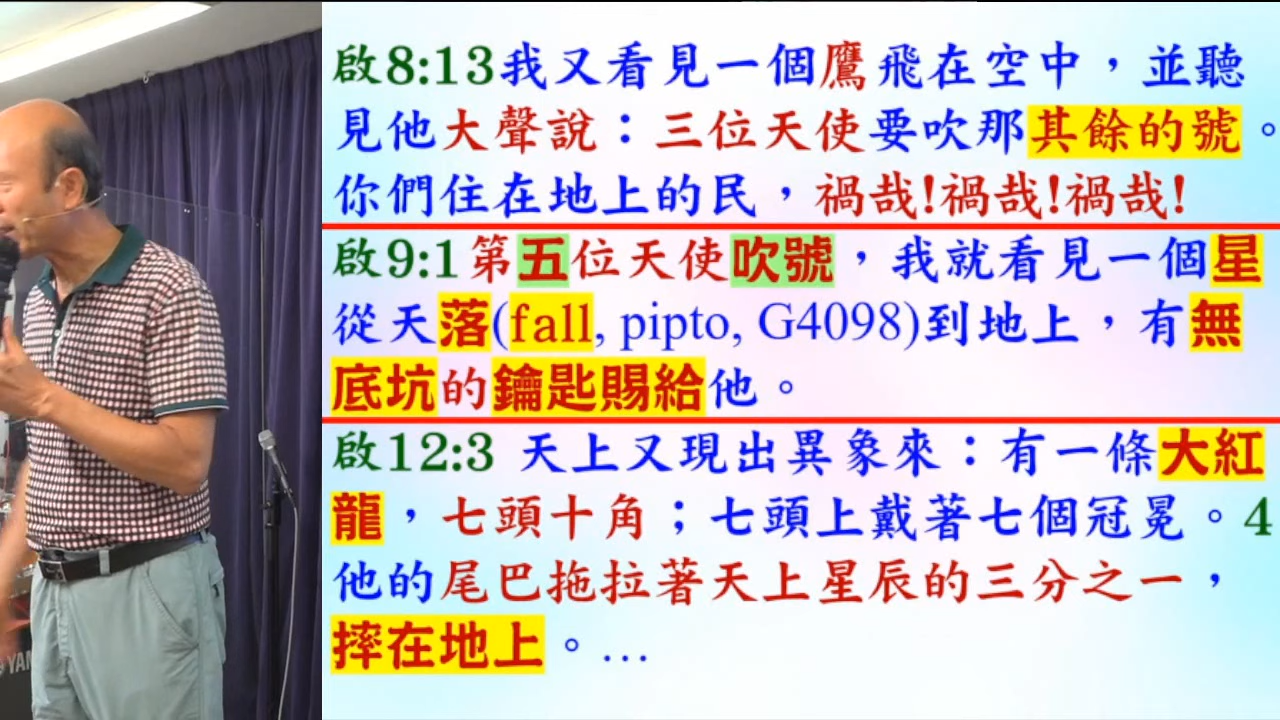 啟8:13我又看見一個鷹飛在空中，並聽
見他大聲說：三位天使要吹那其餘的號。
你們住在地上的民，禍哉!禍哉!禍哉!
啟9:1第五位天使吹號，我就看見一個星
從天落(fall, pipto, G4098)到地上，有無
底坑的鑰匙賜給他。
啟12:3 天上又現出異象來：有一條大紅
龍，七頭十角；七頭上戴著七個冠冕。4
他的尾巴拖拉著天上星辰的三分之一，
摔在地上。…
YAM